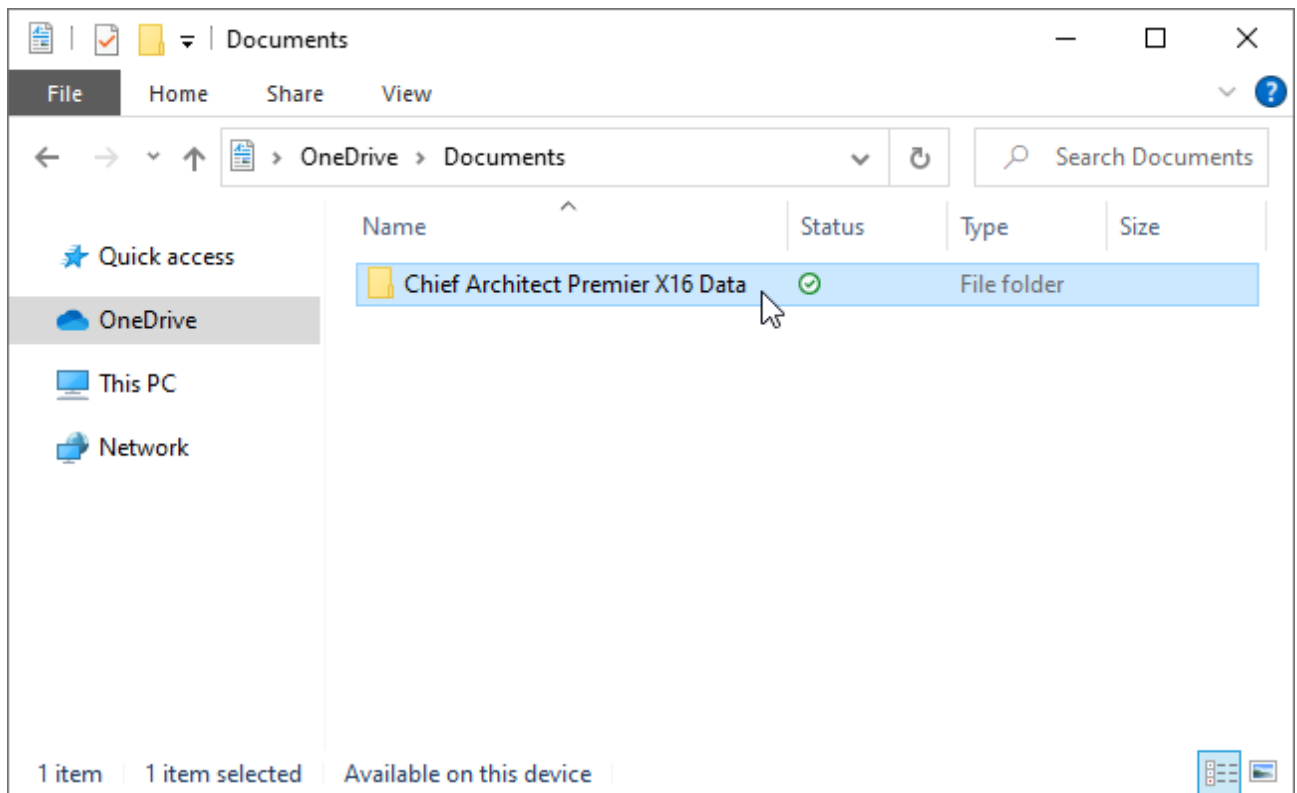 Documents
File Home Share View
OneDrive > Documents Search Documents
Name Status Type Size
Quick access
Chief Architect Premier X16 Data File folder
OneDrive
This PC
Network
1 item 1 item selected Available on this device